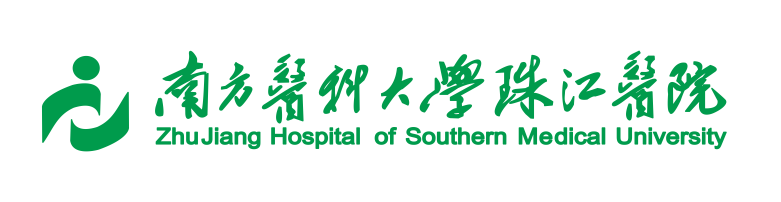 南方醫科大學珠江醫院
ZhuJiang Hospital of Southern Medical University